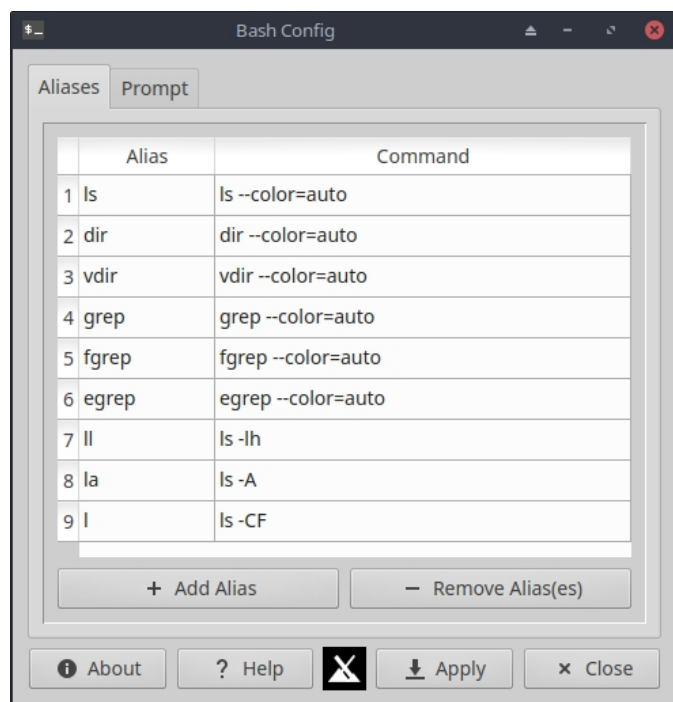 $_ Bash Config
Aliases Prompt
Alias Command
1 ls ls --color=auto
2 dir dir --color=auto
3 vdir vdir --color=auto
4 grep grep --color=auto
5 fgrep fgrep --color=auto
6 egrep egrep --color=auto
7 ll ls -lh
8 la ls -A
9 l ls -CF
+ Add Alias − Remove Alias(es)
About ? Help Apply × Close